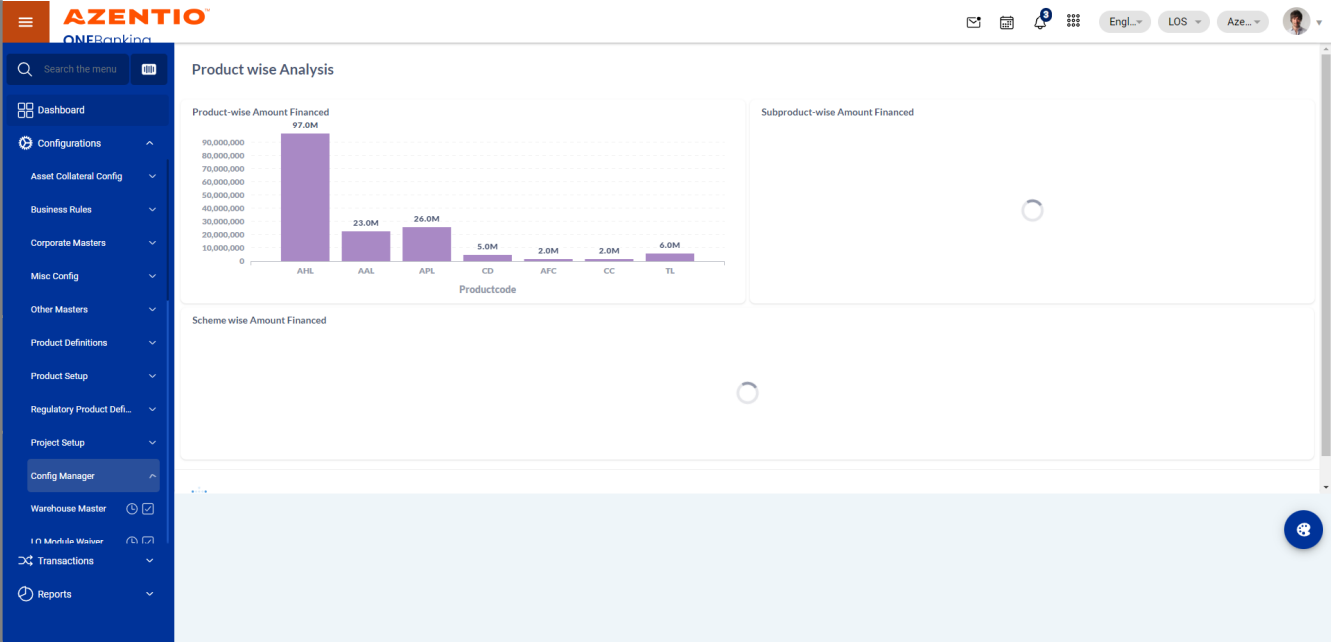 AZENTIO™
ONEBanking
3
Engl...
LOS
Aze...
Search the menu
Dashboard
Configurations
Asset Collateral Config
Business Rules
Corporate Masters
Misc Config
Other Masters
Product Definitions
Product Setup
Regulatory Product Defi...
Project Setup
Config Manager
Warehouse Master
LO Module Waiver
Transactions
Reports
Product wise Analysis
Product-wise Amount Financed
97.0M
90,000,000
80,000,000
70,000,000
60,000,000
50,000,000
40,000,000
30,000,000
20,000,000
10,000,000
0
23.0M
26.0M
5.0M
2.0M
2.0M
6.0M
AHL AAL APL CD AFC CC TL
Productcode
Subproduct-wise Amount Financed
Scheme wise Amount Financed